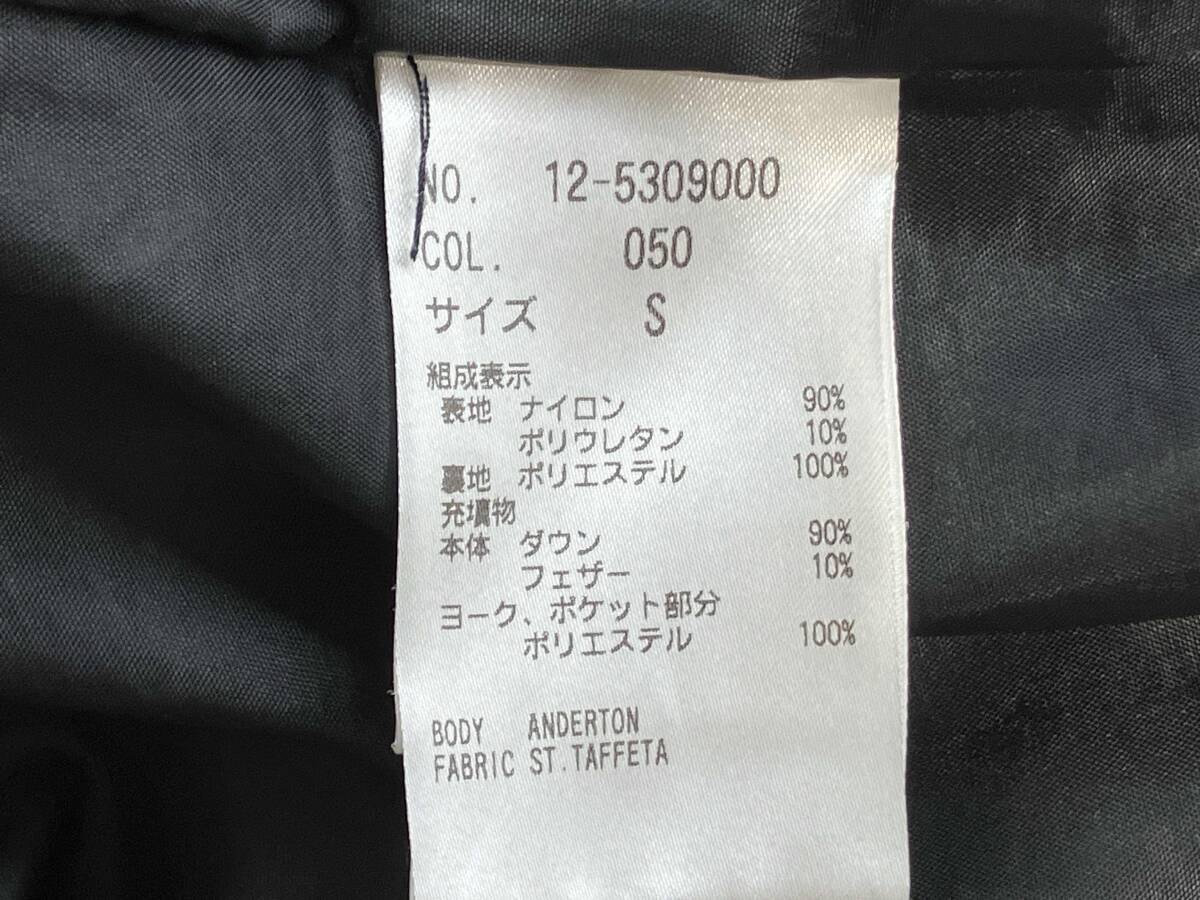 NO. 12-5309000
COL. 050
サイズ S
組成表示
表地 ナイロン 90%
ポリウレタン 10%
裏地 ポリエステル 100%
充填物
本体 ダウン 90%
フェザー 10%
ヨーク、ポケット部分
ポリエステル 100%
BODY ANDERTON
FABRIC ST.TAFFETA